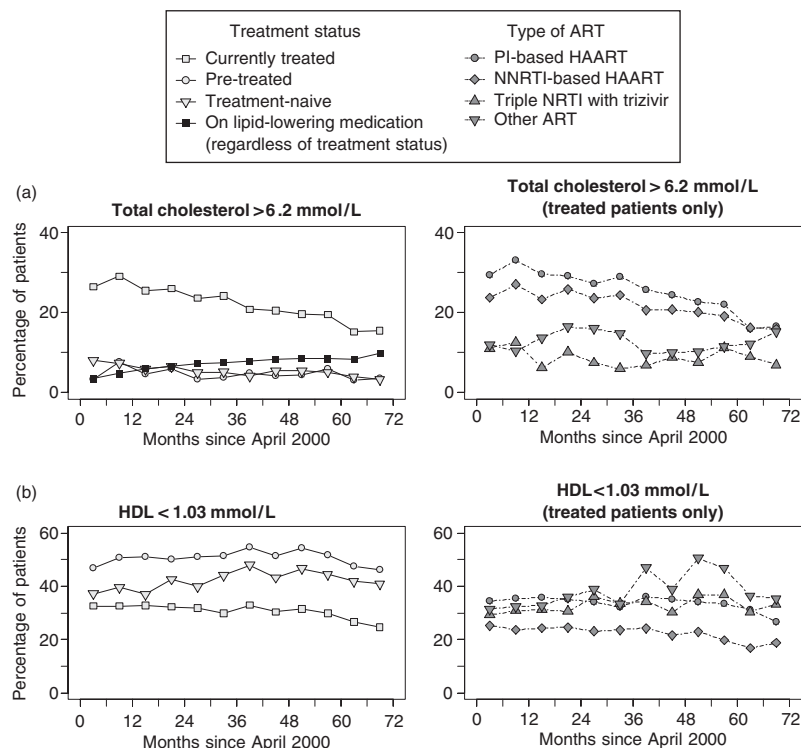 Treatment status
Currently treated
Pre-treated
Treatment-naive
On lipid-lowering medication
(regardless of treatment status)
Type of ART
PI-based HAART
NNRTI-based HAART
Triple NRTI with trizivir
Other ART
(a)
Total cholesterol > 6.2 mmol/L
Percentage of patients
40
20
0
0 12 24 36 48 60 72
Months since April 2000
Total cholesterol > 6.2 mmol/L
(treated patients only)
40
20
0
0 12 24 36 48 60 72
Months since April 2000
(b)
HDL < 1.03 mmol/L
Percentage of patients
60
40
20
0
0 12 24 36 48 60 72
Months since April 2000
HDL<1.03 mmol/L
(treated patients only)
60
40
20
0
0 12 24 36 48 60 72
Months since April 2000